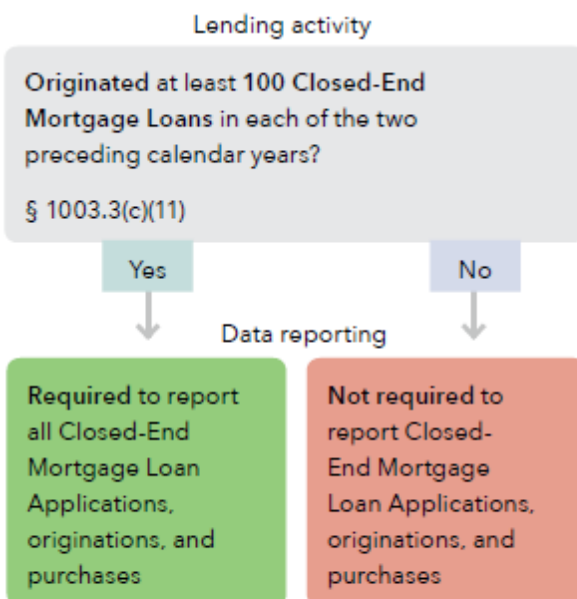 Lending activity
Originated at least 100 Closed-End
Mortgage Loans in each of the two
preceding calendar years?
§ 1003.3(c)(11)
Yes
No
Data reporting
Required to report
all Closed-End
Mortgage Loan
Applications,
originations, and
purchases
Not required to
report Closed-
End Mortgage
Loan Applications,
originations, and
purchases